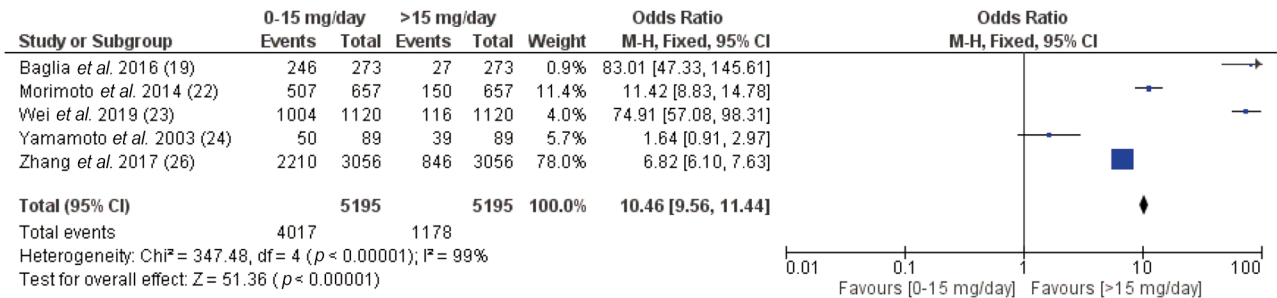 0-15 mg/day >15 mg/day Odds Ratio Odds Ratio
Study or Subgroup Events Total Events Total Weight M-H, Fixed, 95% CI M-H, Fixed, 95% CI
Baglia et al. 2016 (19) 246 273 27 273 0.9% 83.01 [47.33, 145.61]
Morimoto et al. 2014 (22) 507 657 150 657 11.4% 11.42 [8.83, 14.78]
Wei et al. 2019 (23) 1004 1120 116 1120 4.0% 74.91 [57.08, 98.31]
Yamamoto et al. 2003 (24) 50 89 39 89 5.7% 1.64 [0.91, 2.97]
Zhang et al. 2017 (26) 2210 3056 846 3056 78.0% 6.82 [6.10, 7.63]
Total (95% CI) 5195 5195 100.0% 10.46 [9.56, 11.44]
Total events 4017 1178
Heterogeneity: Chi² = 347.48, df = 4 (p < 0.00001); I² = 99%
Test for overall effect: Z = 51.36 (p < 0.00001)
0.01 0.1 1 10 100
Favours [0-15 mg/day] Favours [>15 mg/day]